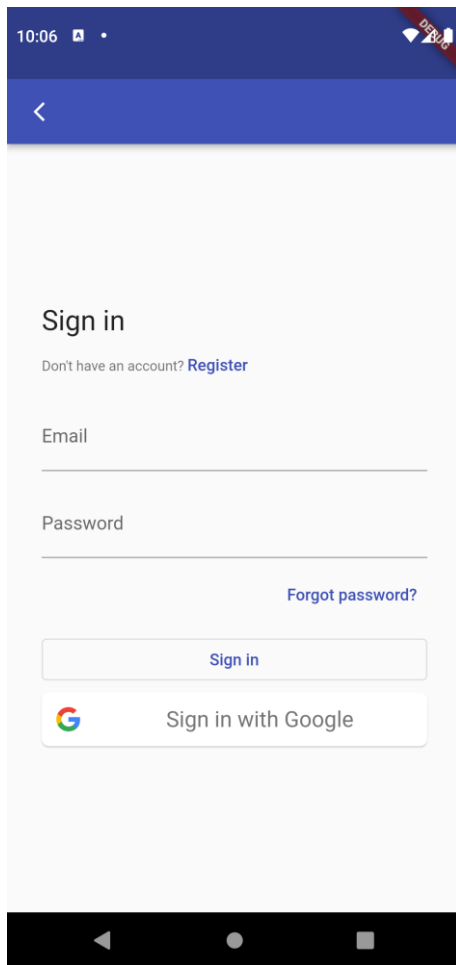 10:06
DEBUG
Sign in
Don't have an account? Register
Email
Password
Forgot password?
Sign in
Sign in with Google